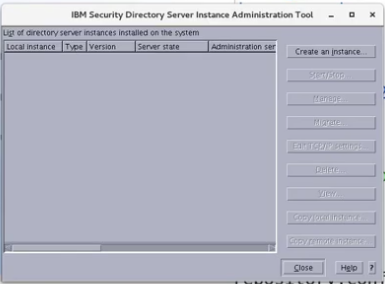 IBM Security Directory Server Instance Administration Tool
List of directory server instances installed on the system
Local instance Type Version Server state Administration ser
Create an instance...
Start/Stop...
Manage...
Migrate...
Edit TCP/IP settings...
Delete...
View...
Copy local instance...
Copy remote instance...
Close Help ?
repository.com